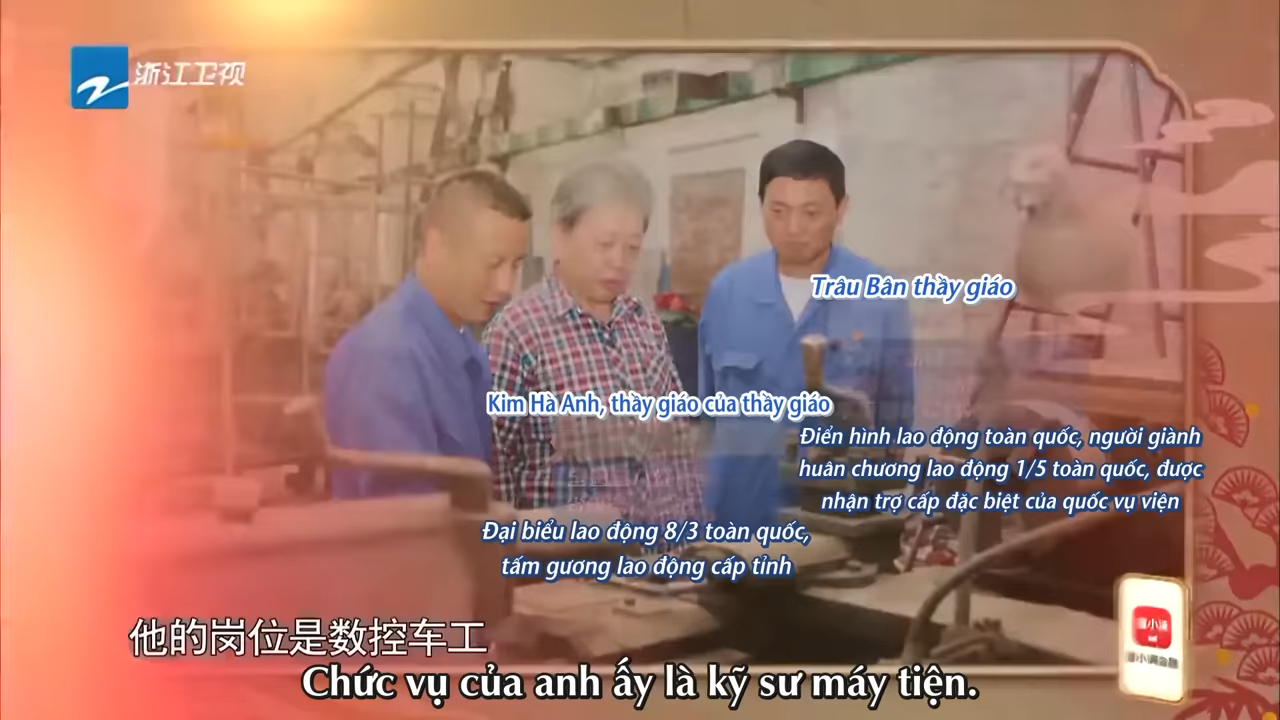 浙江卫视
Trâu Bân thầy giáo
Kim Hà Anh, thầy giáo của thầy giáo
Điển hình lao động toàn quốc, người giành
huân chương lao động 1/5 toàn quốc, được
nhận trợ cấp đặc biệt của quốc vụ viện
Đại biểu lao động 8/3 toàn quốc,
tấm gương lao động cấp tỉnh
他的岗位是数控车工
Chức vụ của anh ấy là kỹ sư máy tiện.